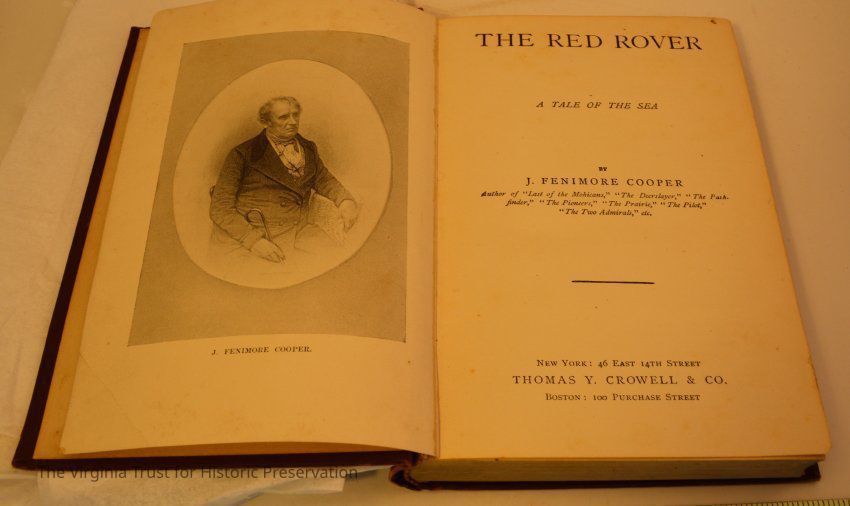 J. FENIMORE COOPER.
THE RED ROVER
A TALE OF THE SEA
BY
J. FENIMORE COOPER
Author of "Last of the Mohicans," "The Deerslayer," "The Path-
finder," "The Pioneers," "The Prairie," "The Pilot,"
"The Two Admirals," etc.
NEW YORK: 46 EAST 14TH STREET
THOMAS Y. CROWELL & CO.
BOSTON: 100 PURCHASE STREET
The Virginia Trust for Historic Preservation